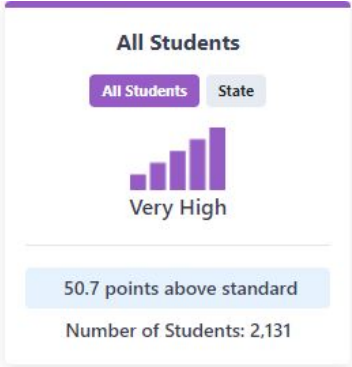 All Students
All Students State
Very High
50.7 points above standard
Number of Students: 2,131